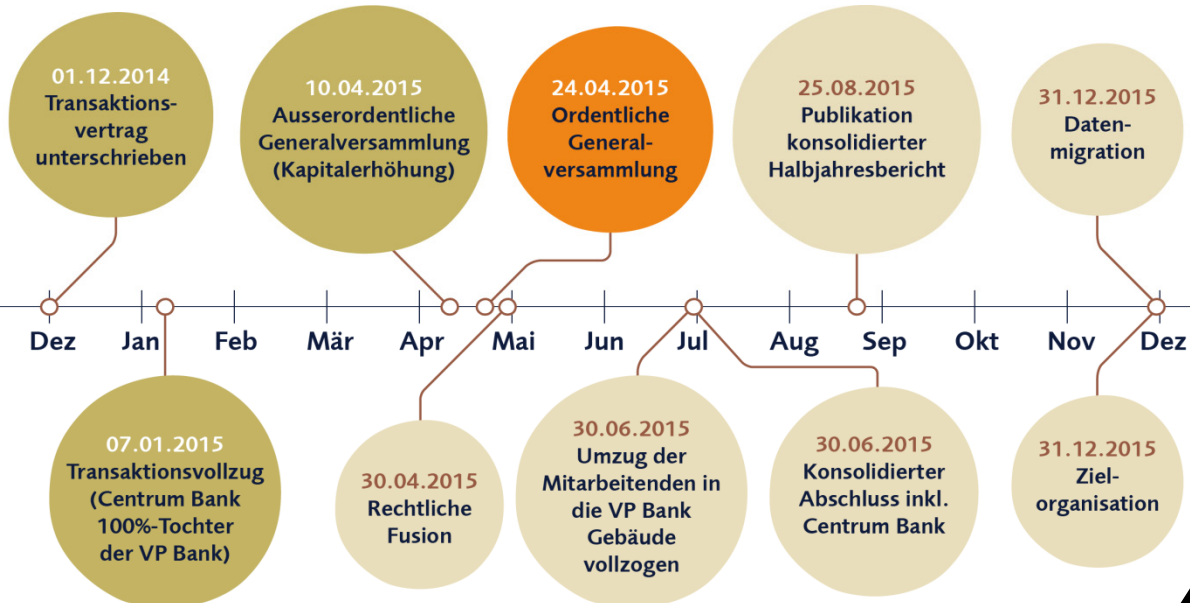 01.12.2014
Transaktions-
vertrag
unterschrieben
10.04.2015
Ausserordentliche
Generalversammlung
(Kapitalerhöhung)
24.04.2015
Ordentliche
General-
versammlung
25.08.2015
Publikation
konsolidierter
Halbjahresbericht
31.12.2015
Daten-
migration
Dez Jan Feb Mär Apr Mai Jun Jul Aug Sep Okt Nov Dez
07.01.2015
Transaktionsvollzug
(Centrum Bank
100%-Tochter
der VP Bank)
30.04.2015
Rechtliche
Fusion
30.06.2015
Umzug der
Mitarbeitenden in
die VP Bank
Gebäude
vollzogen
30.06.2015
Konsolidierter
Abschluss inkl.
Centrum Bank
31.12.2015
Ziel-
organisation